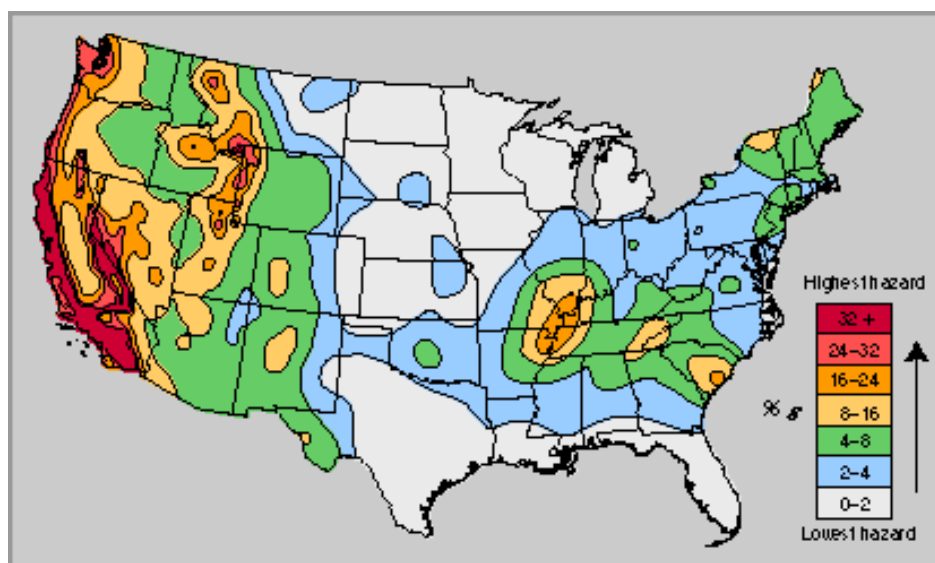 Highest hazard
32 +
24-32
16-24
% g
8-16
4-8
2-4
0-2
Lowest hazard